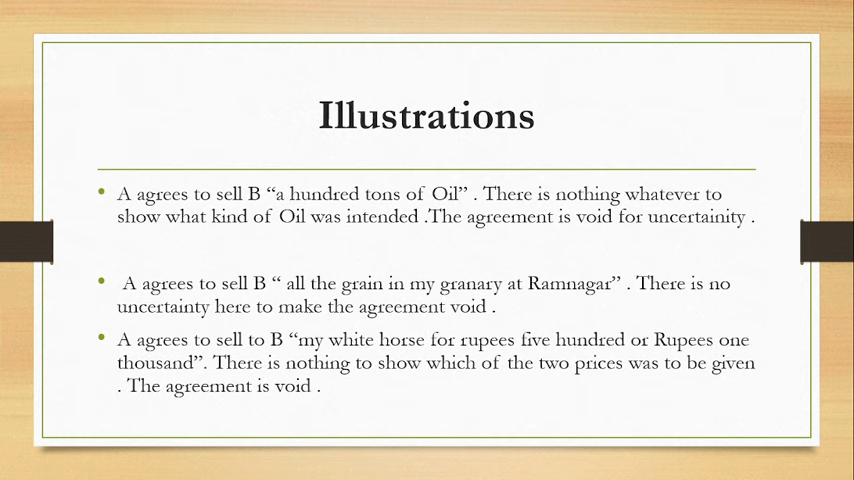 Illustrations
• A agrees to sell B “a hundred tons of Oil” . There is nothing whatever to
show what kind of Oil was intended .The agreement is void for uncertainity .
• A agrees to sell B “ all the grain in my granary at Ramnagar” . There is no
uncertainty here to make the agreement void .
• A agrees to sell to B “my white horse for rupees five hundred or Rupees one
thousand”. There is nothing to show which of the two prices was to be given
. The agreement is void .